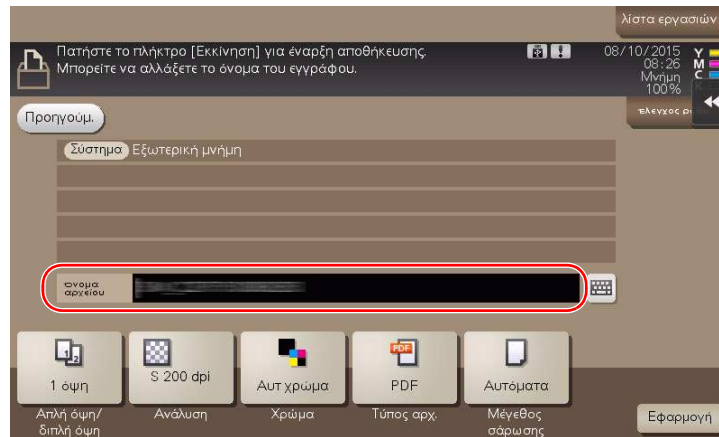 λίστα εργασιών
Πατήστε το πλήκτρο [Εκκίνηση] για έναρξη αποθήκευσης.
Μπορείτε να αλλάξετε το όνομα του εγγράφου.
08/10/2015
08:26
Μνήμη
100%
Y
M
C
K
Προηγούμ.
έλεγχος
Σύστημα Εξωτερική μνήμη
όνομα
αρχείου
1 όψη
S 200 dpi
Αυτ χρώμα
PDF
PDF
Αυτόματα
Απλή όψη/
διπλή όψη
Ανάλυση
Χρώμα
Τύπος αρχ.
Μέγεθος
σάρωσης
Εφαρμογή